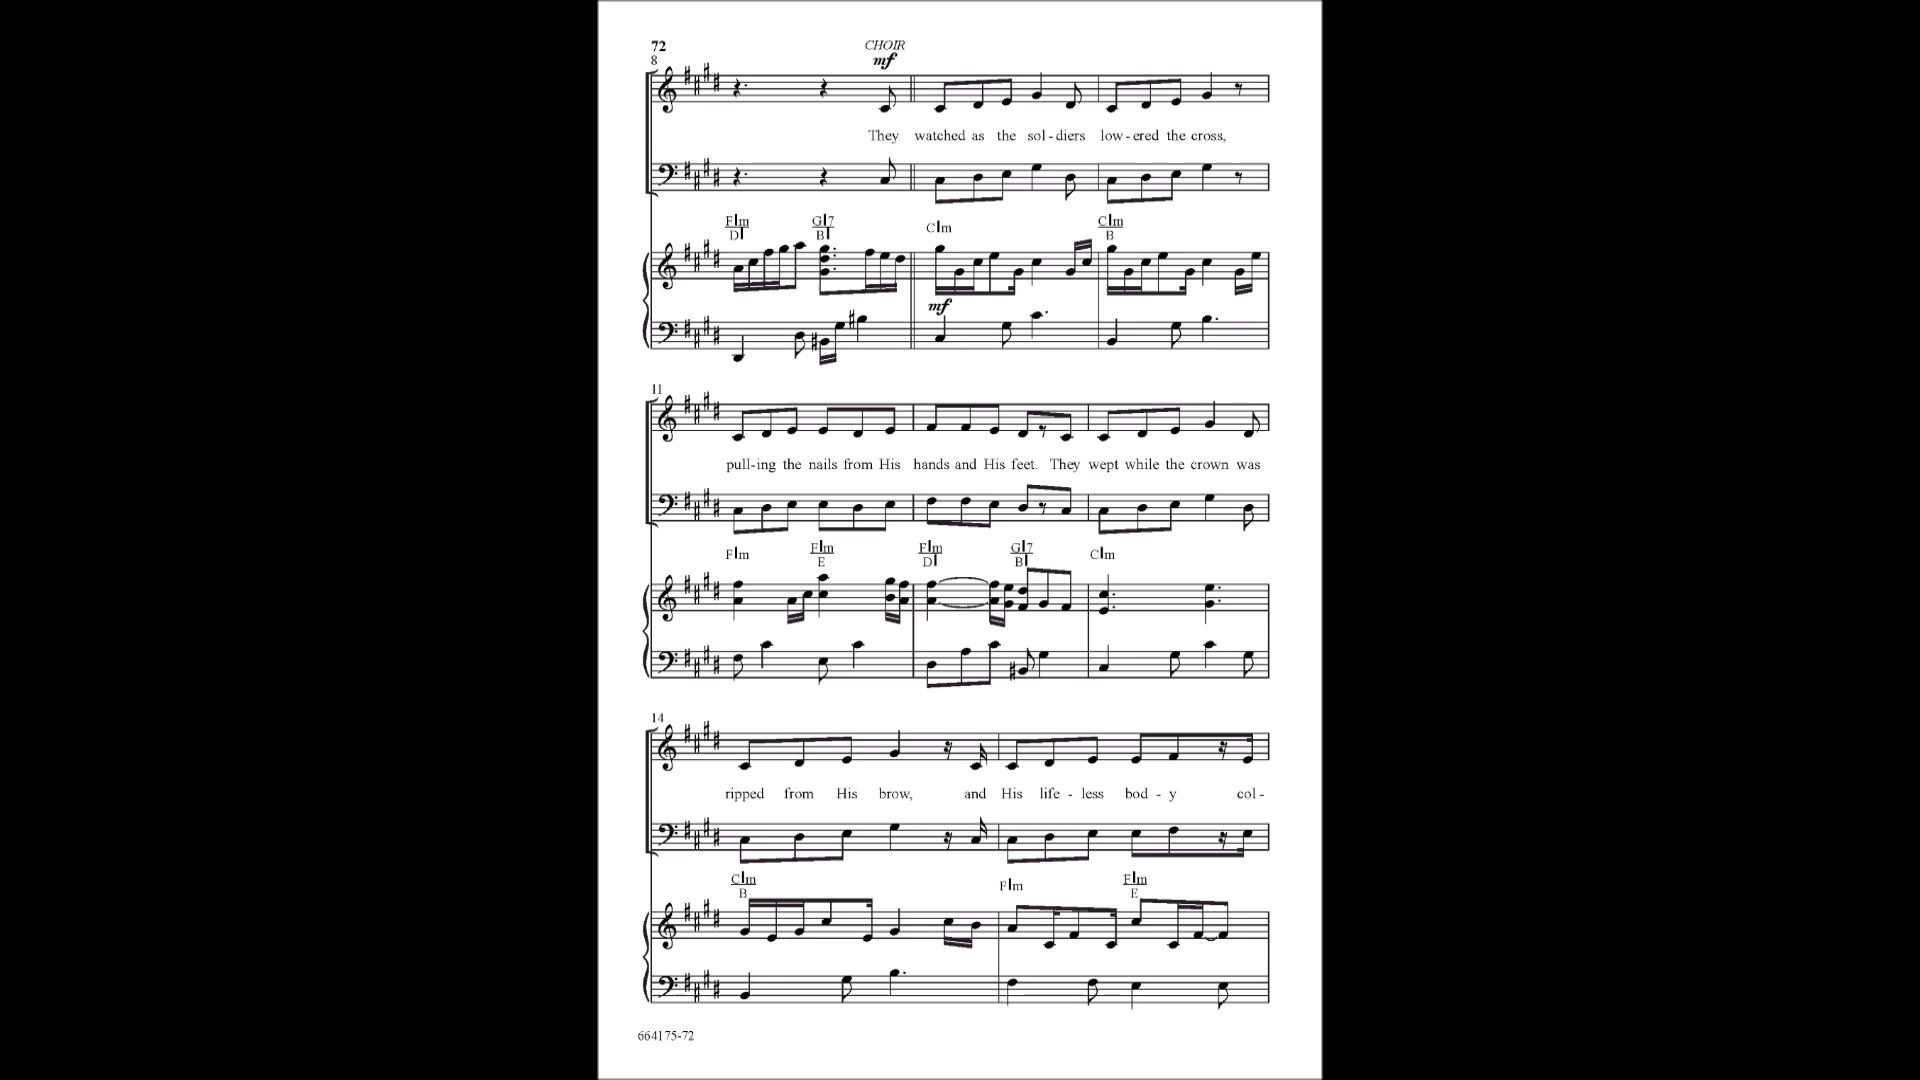 72
8
CHOIR
mf
They watched as the sol - diers low - ered the cross,
F♯m G♯7 C♯m C♯m
D♯ B♯ B
mf
11
pull-ing the nails from His hands and His feet. They wept while the crown was
F♯m F♯m F♯m G♯7 C♯m
E D♯ B♯
14
ripped from His brow, and His life - less bod - y col -
C♯m F♯m F♯m
B E
664175-72